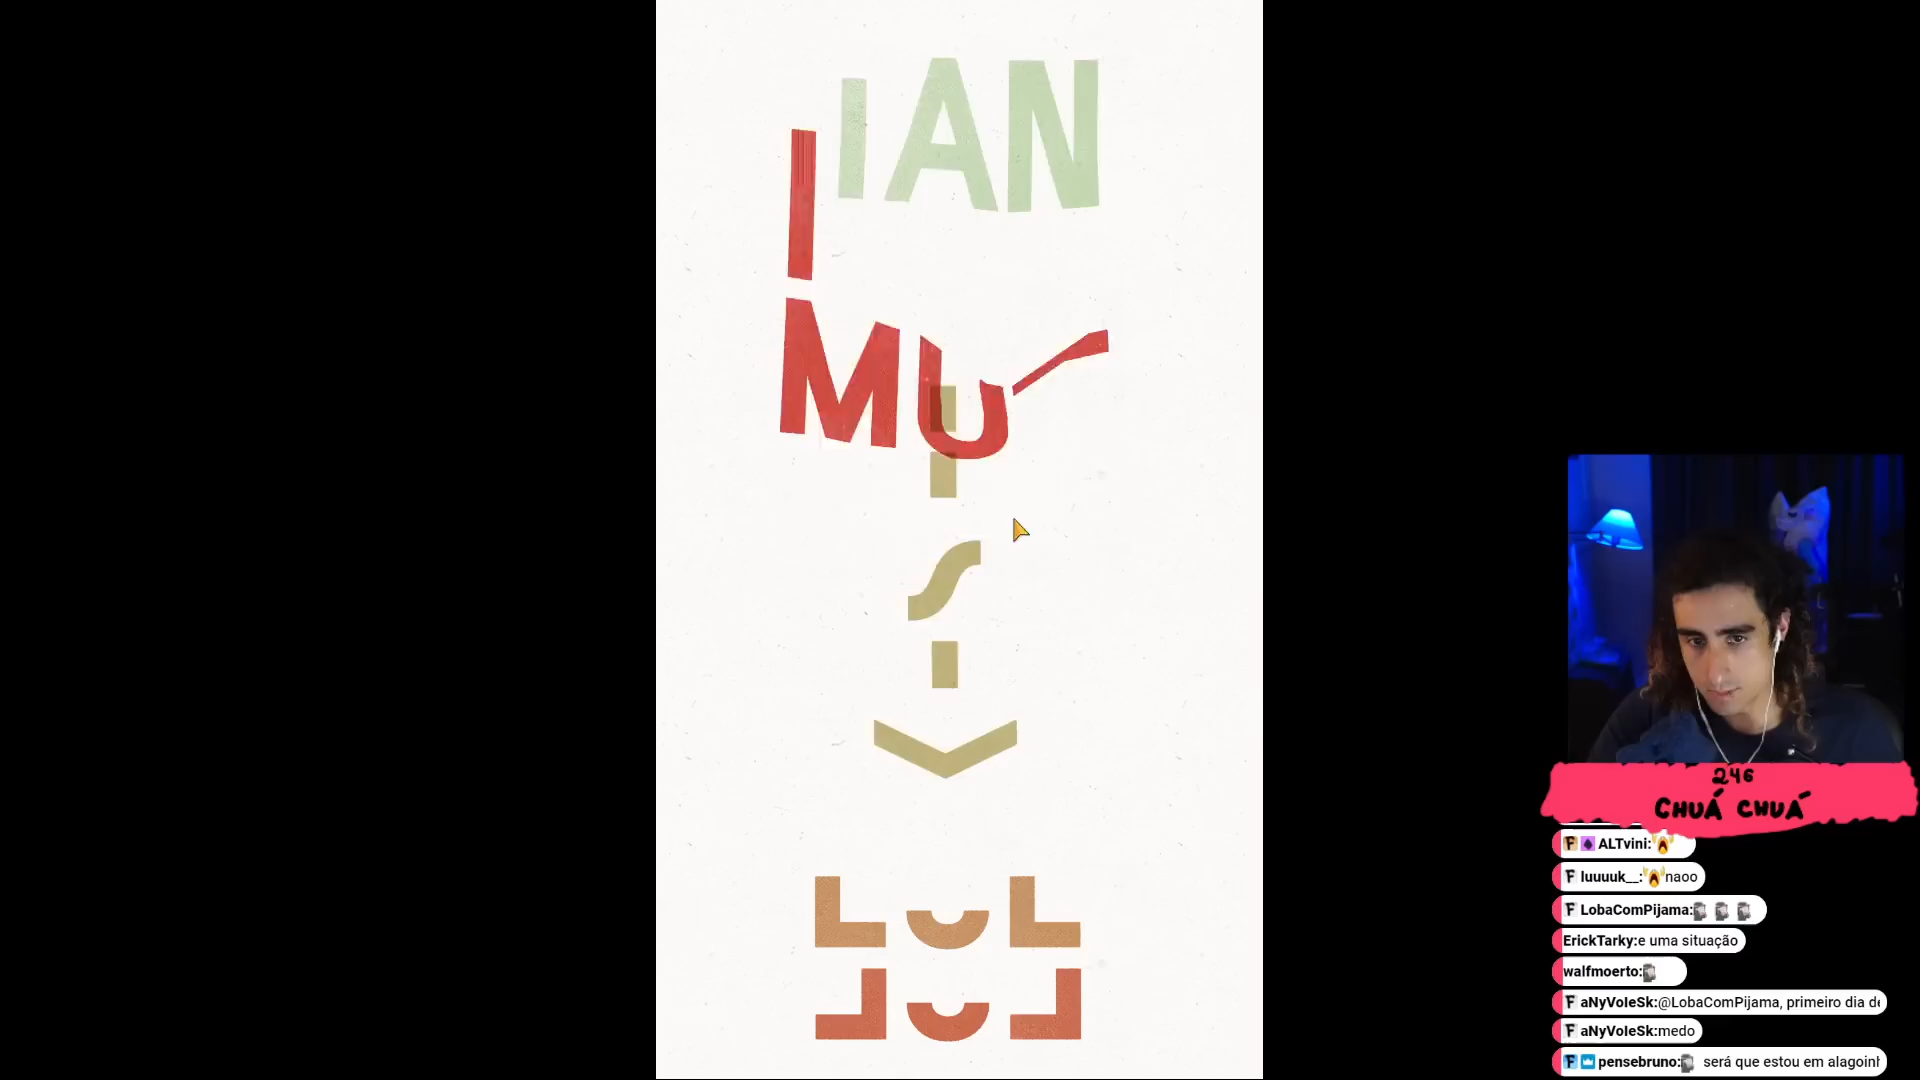 IAN
I
MU
246
CHUÁ CHUÁ
ALTvini:
luuuuk__: naoo
LobaComPijama:
ErickTarky:e uma situação
walfmoerto:
aNyVoleSk:@LobaComPijama, primeiro dia de
aNyVoleSk:medo
pensebruno: será que estou em alagoin